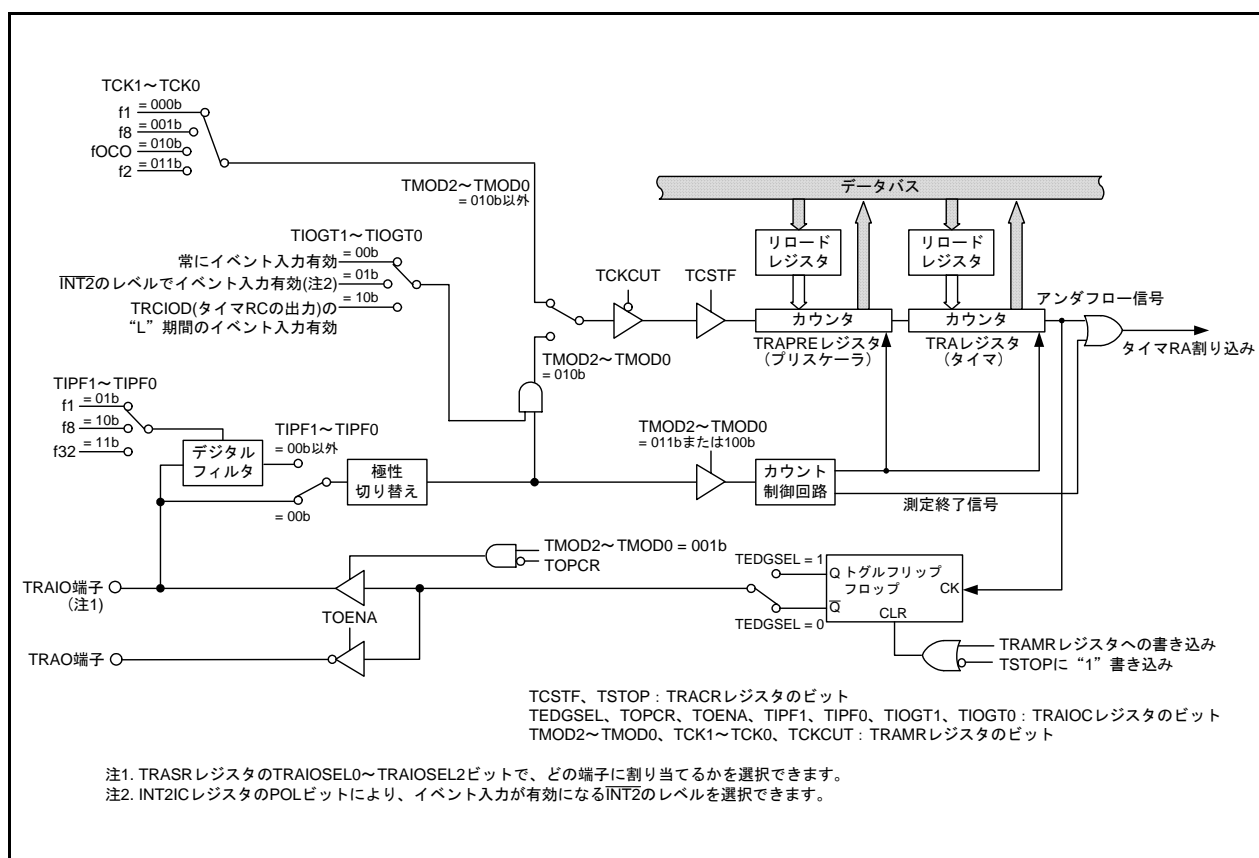 TCK1～TCK0
f1 = 000b
f8 = 001b
fOCO = 010b
f2 = 011b
TMOD2～TMOD0
= 010b以外
データバス
TIOGT1～TIOGT0
常にイベント入力有効 = 00b
INT2のレベルでイベント入力有効(注2) = 01b
TRCIOD(タイマRCの出力)の = 10b
“L”期間のイベント入力有効
TCKCUT
TCSTF
リロード
レジスタ
リロード
レジスタ
カウンタ
カウンタ
アンダフロー信号
TRAPREレジスタ
(プリスケーラ)
TRAレジスタ
(タイマ)
タイマRA割り込み
TMOD2～TMOD0
= 010b
TIPF1～TIPF0
f1 = 01b
f8 = 10b
f32 = 11b
デジタル
フィルタ
TIPF1～TIPF0
= 00b以外
= 00b
極性
切り替え
TMOD2～TMOD0
= 011bまたは100b
カウント
制御回路
測定終了信号
TMOD2～TMOD0 = 001b
TOPCR
TRAIO端子
(注1)
TOENA
TRAO端子
TEDGSEL = 1
TEDGSEL = 0
Q トグルフリップ
フロップ
CK
Q
CLR
TRAMRレジスタへの書き込み
TSTOPに“1”書き込み
TCSTF、TSTOP：TRACRレジスタのビット
TEDGSEL、TOPCR、TOENA、TIPF1、TIPF0、TIOGT1、TIOGT0：TRAIOCレジスタのビット
TMOD2～TMOD0、TCK1～TCK0、TCKCUT：TRAMRレジスタのビット
注1. TRASRレジスタのTRAIOSEL0～TRAIOSEL2ビットで、どの端子に割り当てるかを選択できます。
注2. INT2ICレジスタのPOLビットにより、イベント入力が有効になるINT2のレベルを選択できます。